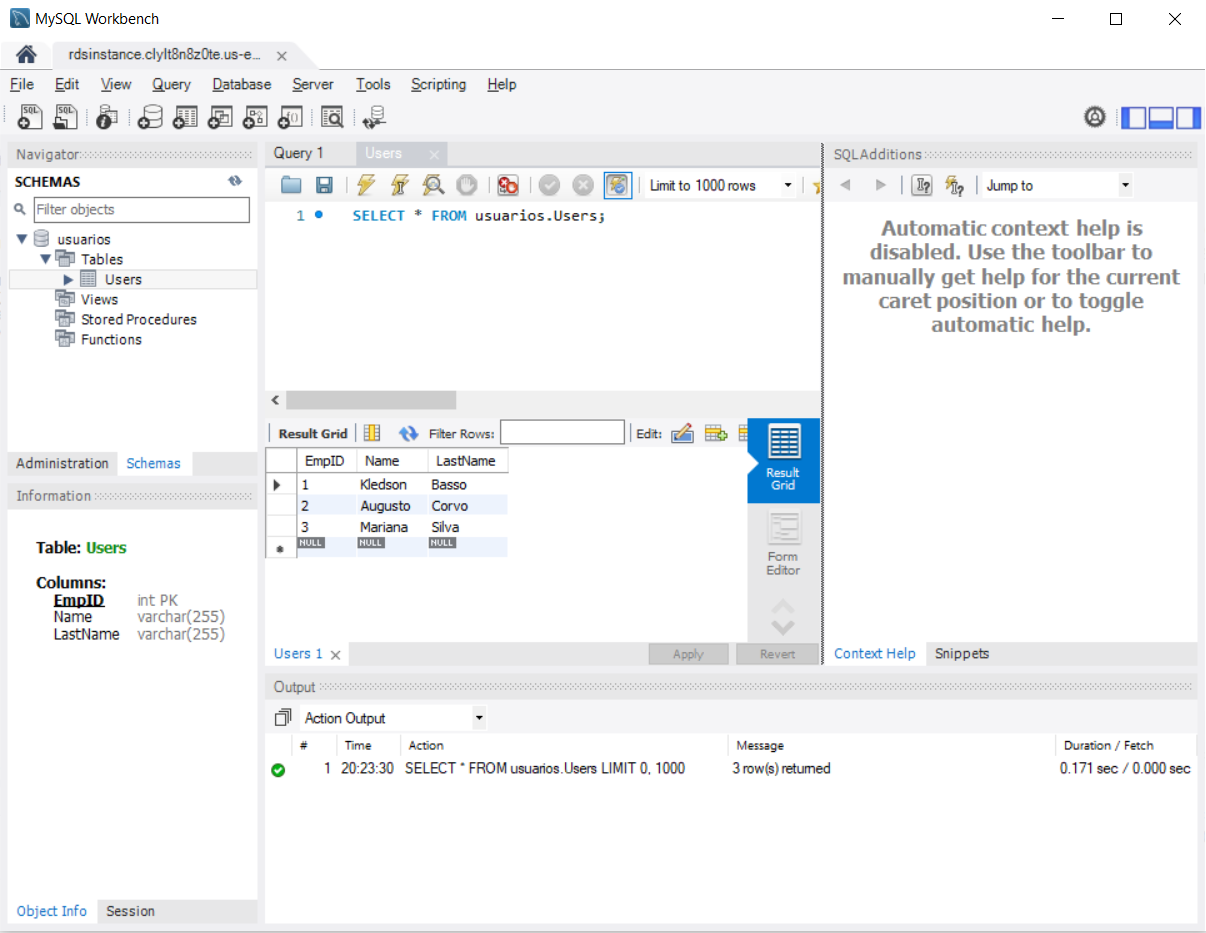 MySQL Workbench
rdsinstance.clylt8n8z0te.us-e...
File Edit View Query Database Server Tools Scripting Help
SQL SQL
Navigator
SCHEMAS
Filter objects
usuarios
Tables
Users
Views
Stored Procedures
Functions
Administration Schemas
Information
Table: Users
Columns:
EmpID int PK
Name varchar(255)
LastName varchar(255)
Object Info Session
Query 1 Users
Limit to 1000 rows
1 SELECT * FROM usuarios.Users;
Result Grid Filter Rows: Edit:
EmpID Name LastName
1 Kledson Basso
2 Augusto Corvo
3 Mariana Silva
NULL NULL NULL
Result
Grid
Form
Editor
Users 1 Apply Revert
SQLAdditions
Jump to
Automatic context help is
disabled. Use the toolbar to
manually get help for the current
caret position or to toggle
automatic help.
Context Help Snippets
Output
Action Output
# Time Action Message Duration / Fetch
1 20:23:30 SELECT * FROM usuarios.Users LIMIT 0, 1000 3 row(s) returned 0.171 sec / 0.000 sec